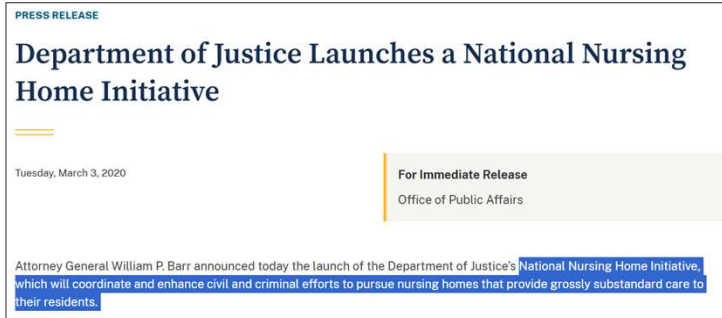 PRESS RELEASE
Department of Justice Launches a National Nursing
Home Initiative
Tuesday, March 3, 2020
For Immediate Release
Office of Public Affairs
Attorney General William P. Barr announced today the launch of the Department of Justice's National Nursing Home Initiative,
which will coordinate and enhance civil and criminal efforts to pursue nursing homes that provide grossly substandard care to
their residents.